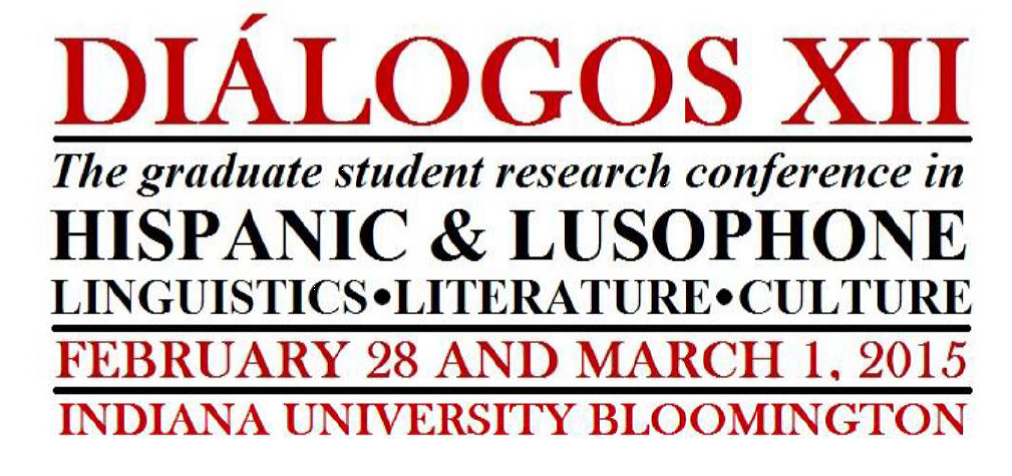 DIÁLOGOS XII
The graduate student research conference in
HISPANIC & LUSOPHONE
LINGUISTICS•LITERATURE•CULTURE
FEBRUARY 28 AND MARCH 1, 2015
INDIANA UNIVERSITY BLOOMINGTON